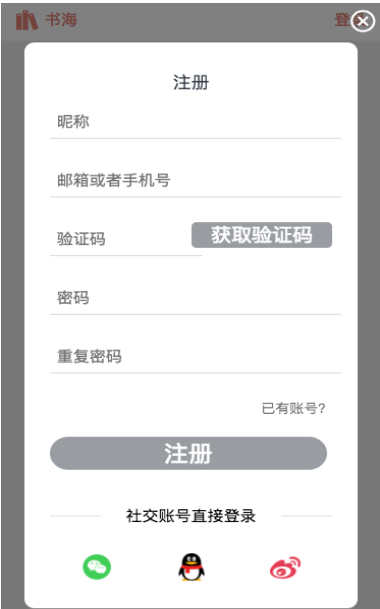 书海
登
注册
昵称
邮箱或者手机号
验证码
获取验证码
密码
重复密码
已有账号?
注册
社交账号直接登录